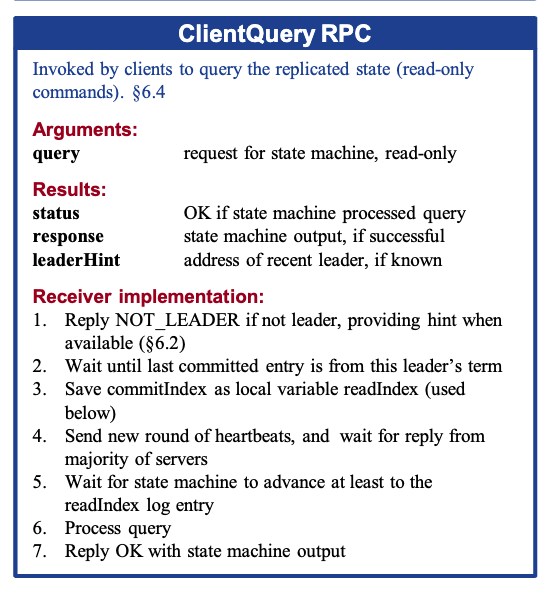 ClientQuery RPC
Invoked by clients to query the replicated state (read-only
commands). §6.4
Arguments:
query request for state machine, read-only
Results:
status OK if state machine processed query
response state machine output, if successful
leaderHint address of recent leader, if known
Receiver implementation:
1. Reply NOT_LEADER if not leader, providing hint when
available (§6.2)
2. Wait until last committed entry is from this leader's term
3. Save commitIndex as local variable readIndex (used
below)
4. Send new round of heartbeats, and wait for reply from
majority of servers
5. Wait for state machine to advance at least to the
readIndex log entry
6. Process query
7. Reply OK with state machine output